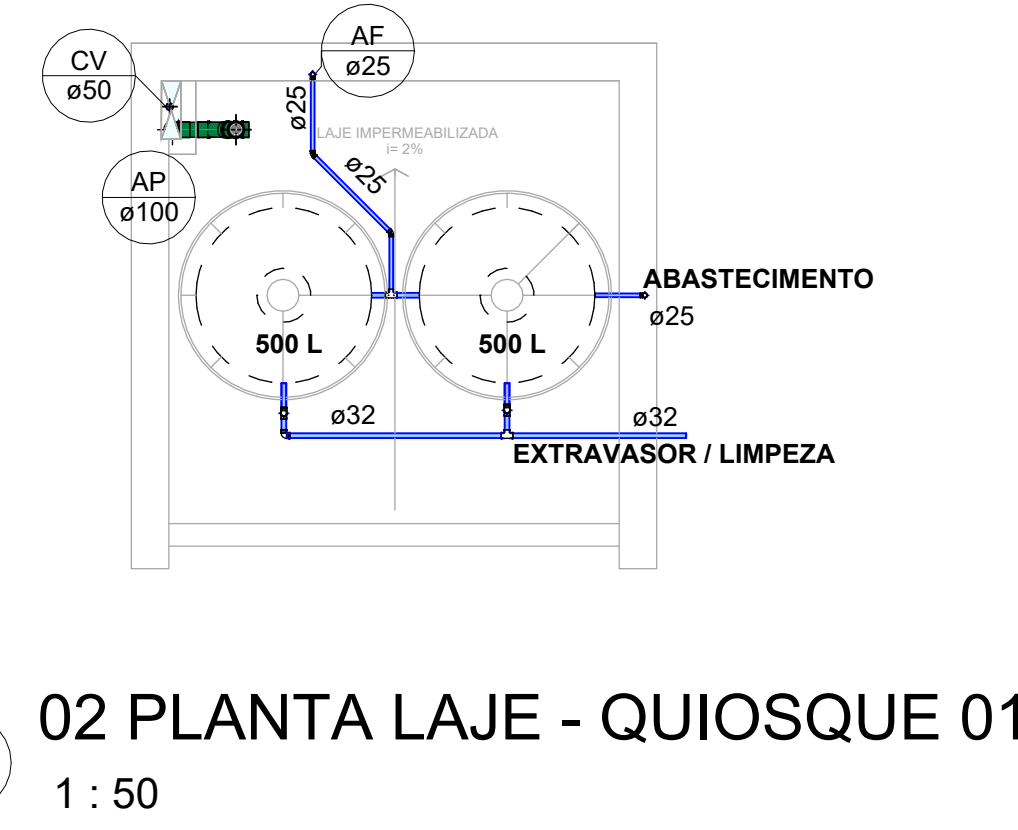 AF
ø25
CV
ø50
ø25
LAJE IMPERMEABILIZADA
i= 2%
ø25
AP
ø100
ABASTECIMENTO
ø25
500 L
500 L
ø32
ø32
EXTRAVASOR / LIMPEZA
02 PLANTA LAJE - QUIOSQUE 01
1 : 50